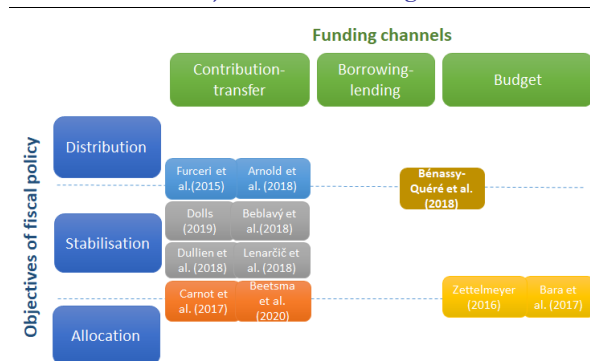 Funding channels
Contribution-
transfer
Borrowing-
lending
Budget
Objectives of fiscal policy
Distribution
Furceri et
al.(2015)
Arnold et
al. (2018)
Bénassy-
Quéré et al.
(2018)
Stabilisation
Dolls
(2019)
Beblavý et
al.(2018)
Dullien et
al. (2018)
Lenarčič et
al. (2018)
Carnot et
al. (2017)
Beetsma
et al.
(2020)
Zettelmeyer
(2016)
Bara et
al. (2017)
Allocation